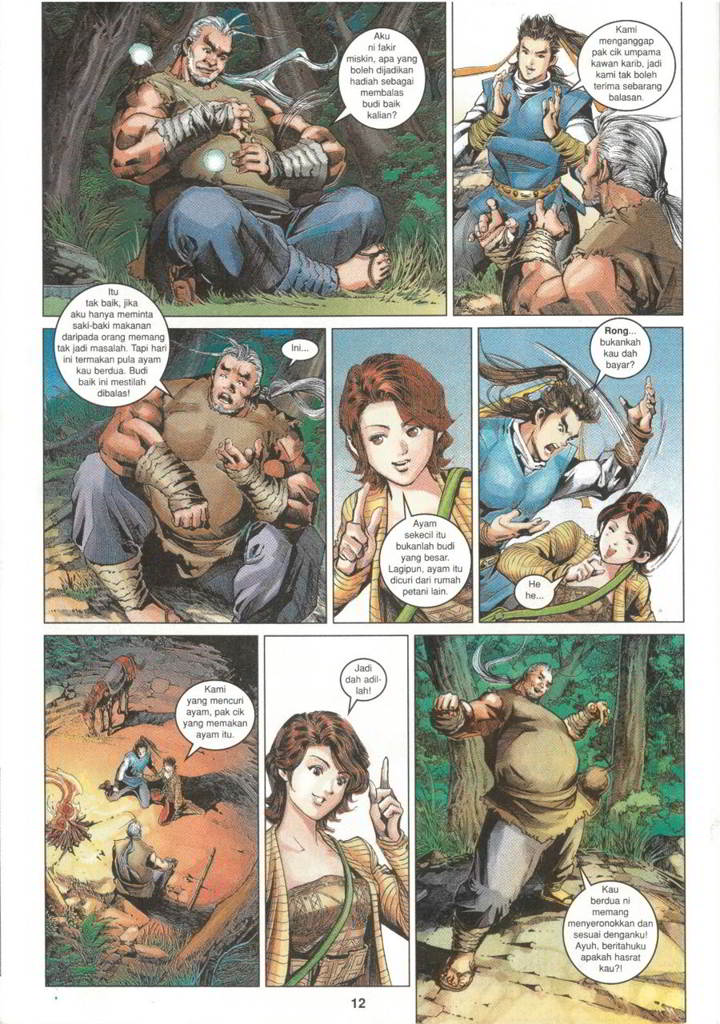 Aku
ni fakir
miskin, apa yang
boleh dijadikan
hadiah sebagai
membalas
budi baik
kalian?
Kami
menganggap
pak cik umpama
kawan karib, jadi
kami tak boleh
terima sebarang
balasan.
Itu
tak baik, jika
aku hanya meminta
saki-baki makanan
daripada orang memang
tak jadi masalah. Tapi hari
ini termakan pula ayam
kau berdua. Budi
baik ini mestilah
dibalas!
Ini...
Ayam
sekecil itu
bukanlah budi
yang besar.
Lagipun, ayam itu
dicuri dari rumah
petani lain.
Rong...
bukankah
kau dah
bayar?
He
he...
Kami
yang mencuri
ayam, pak cik
yang memakan
ayam itu.
Jadi
dah adil-
lah!
Kau
berdua ni
memang
menyeronokkan dan
sesuai denganku!
Ayuh, beritahuku
apakah hasrat
kau?!
12